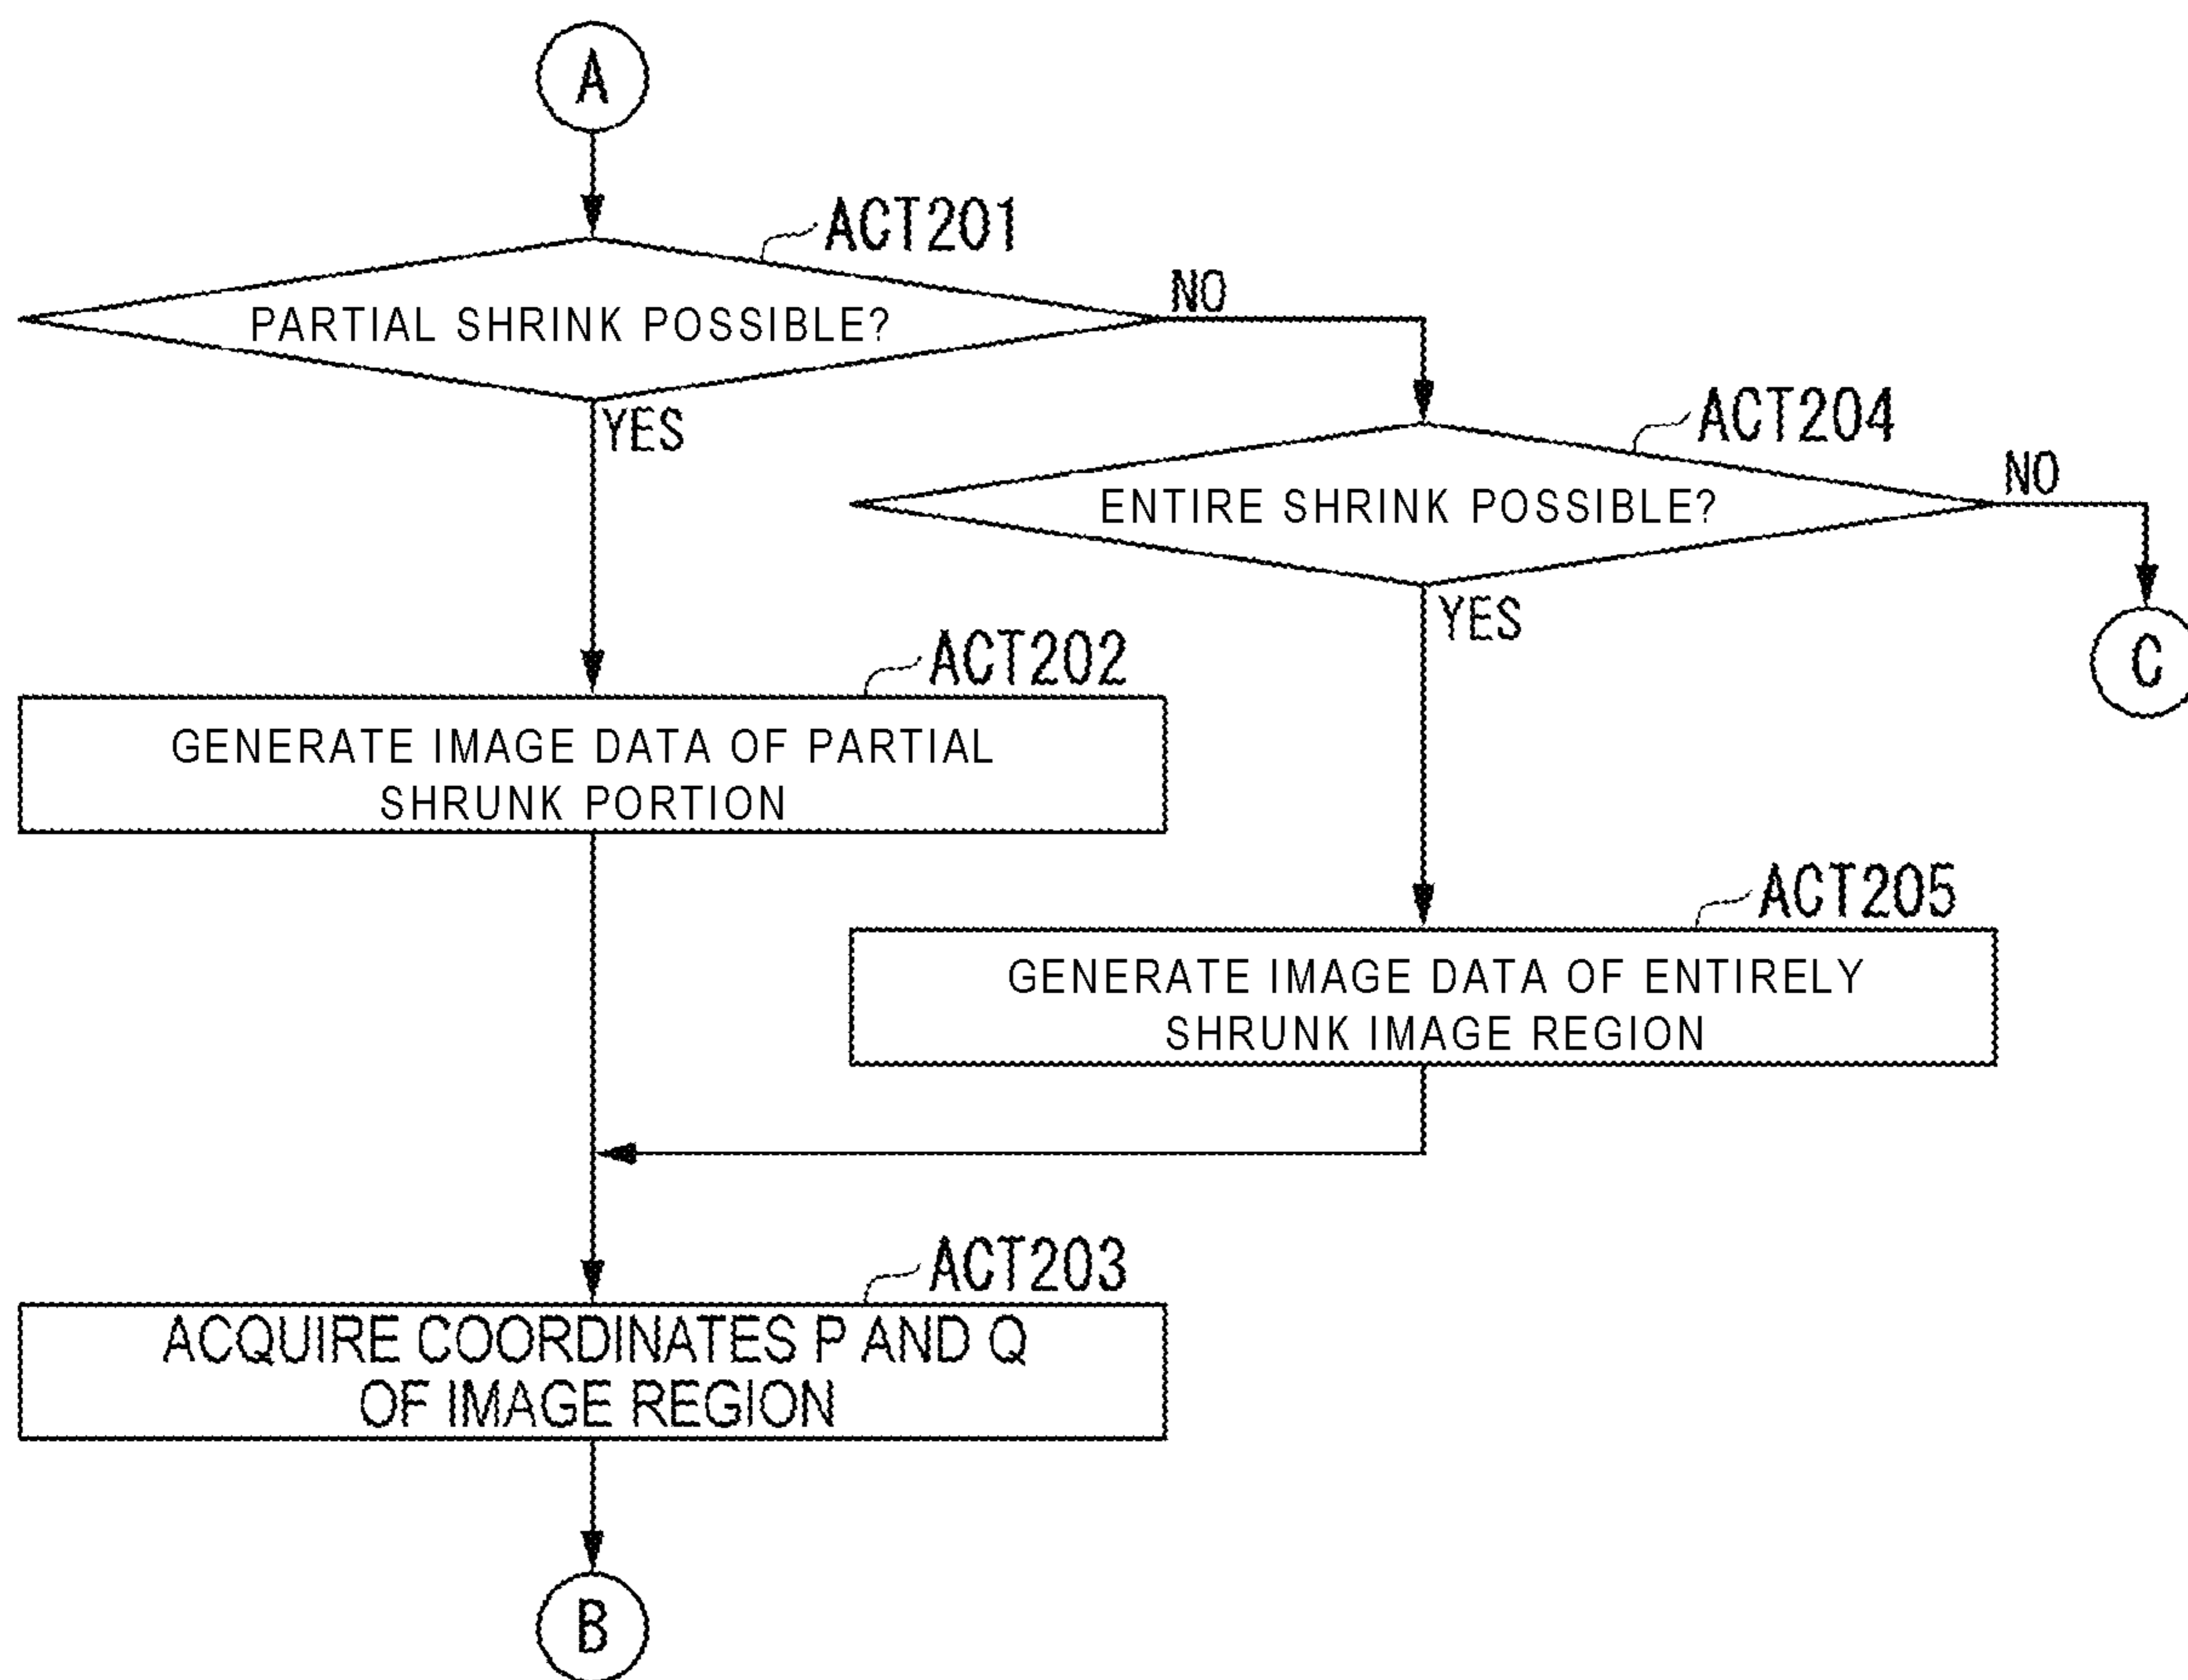 A
ACT201
PARTIAL SHRINK POSSIBLE?
NO
YES
ACT204
ENTIRE SHRINK POSSIBLE?
NO
YES
C
ACT202
GENERATE IMAGE DATA OF PARTIAL
SHRUNK PORTION
ACT205
GENERATE IMAGE DATA OF ENTIRELY
SHRUNK IMAGE REGION
ACT203
ACQUIRE COORDINATES P AND Q
OF IMAGE REGION
B